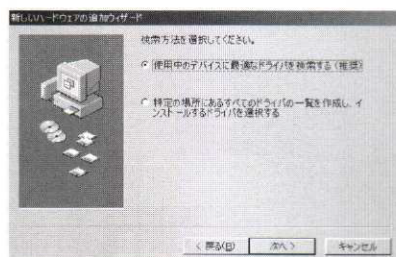 新しいハードウェアの追加ウィザード
検索方法を選択してください。
使用中のデバイスに最適なドライバを検索する(推奨)
特定の場所にあるすべてのドライバの一覧を作成し、イ
ンストールするドライバを選択する
< 戻る(B)
次へ >
キャンセル